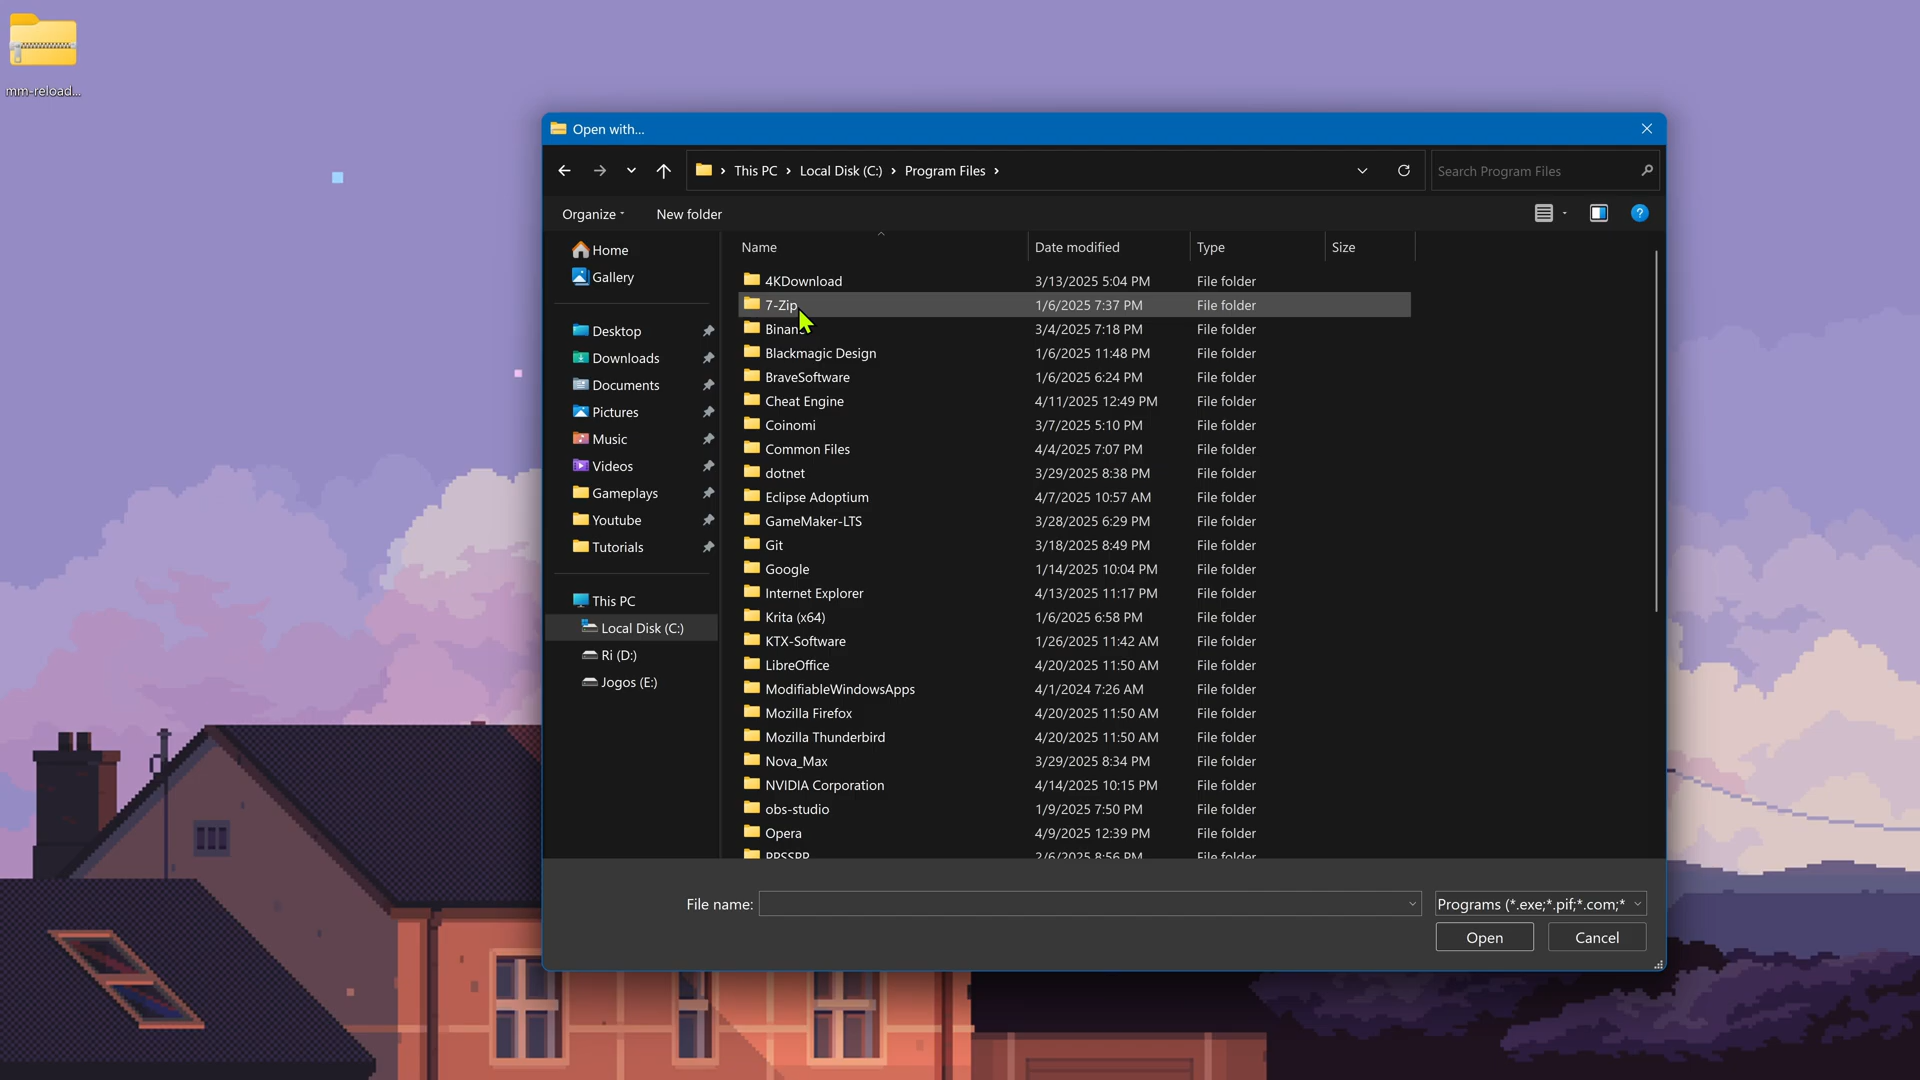 mm-reload...
Open with...
This PC
Local Disk (C:)
Program Files
Search Program Files
Organize
New folder
Name
Date modified
Type
Size
Home
Gallery
Desktop
Downloads
Documents
Pictures
Music
Videos
Gameplays
Youtube
Tutorials
This PC
Local Disk (C:)
Ri (D:)
Jogos (E:)
4KDownload 3/13/2025 5:04 PM File folder
7-Zip 1/6/2025 7:37 PM File folder
3/4/2025 7:18 PM File folder
Blackmagic Design 1/6/2025 11:48 PM File folder
BraveSoftware 1/6/2025 6:24 PM File folder
Cheat Engine 4/11/2025 12:49 PM File folder
Coinomi 3/7/2025 5:10 PM File folder
Common Files 4/4/2025 7:07 PM File folder
dotnet 3/29/2025 8:38 PM File folder
Eclipse Adoptium 4/7/2025 10:57 AM File folder
GameMaker-LTS 3/28/2025 6:29 PM File folder
Git 3/18/2025 8:49 PM File folder
Google 1/14/2025 10:04 PM File folder
Internet Explorer 4/13/2025 11:17 PM File folder
Krita (x64) 1/6/2025 6:58 PM File folder
KTX-Software 1/26/2025 11:42 AM File folder
LibreOffice 4/20/2025 11:50 AM File folder
ModifiableWindowsApps 4/1/2024 7:26 AM File folder
Mozilla Firefox 4/20/2025 11:50 AM File folder
Mozilla Thunderbird 4/20/2025 11:50 AM File folder
Nova_Max 3/29/2025 8:34 PM File folder
NVIDIA Corporation 4/14/2025 10:15 PM File folder
obs-studio 1/9/2025 7:50 PM File folder
Opera 4/9/2025 12:39 PM File folder
PPSSPP 2/6/2025 8:56 PM File folder
File name:
Programs (*.exe;*.pif;*.com;*
Open
Cancel